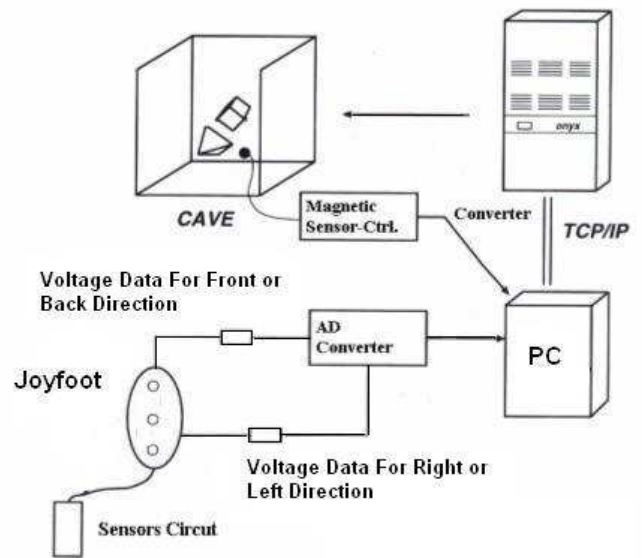 onyx
CAVE
Magnetic
Sensor-Ctrl.
Converter
TCP/IP
Voltage Data For Front or
Back Direction
AD
Converter
PC
Joyfoot
Voltage Data For Right or
Left Direction
Sensors Circut